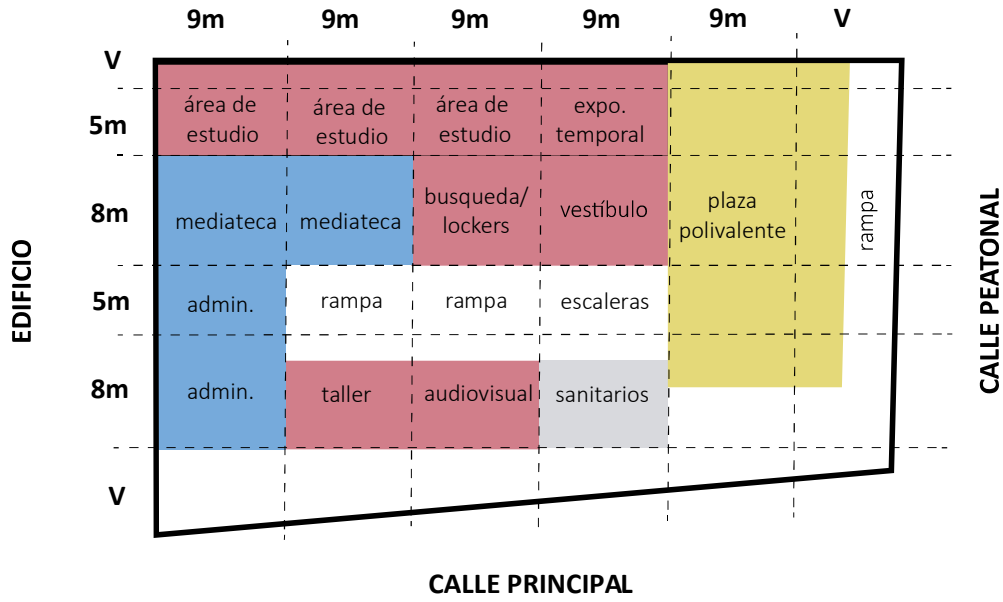 9m 9m 9m 9m 9m V
V
5m
8m
5m
8m
V
área de
estudio
área de
estudio
área de
estudio
expo.
temporal
mediateca
mediateca
busqueda/
lockers
vestíbulo
plaza
polivalente
rampa
admin.
rampa
rampa
escaleras
admin.
taller
audiovisual
sanitarios
EDIFICIO
CALLE PEATONAL
CALLE PRINCIPAL